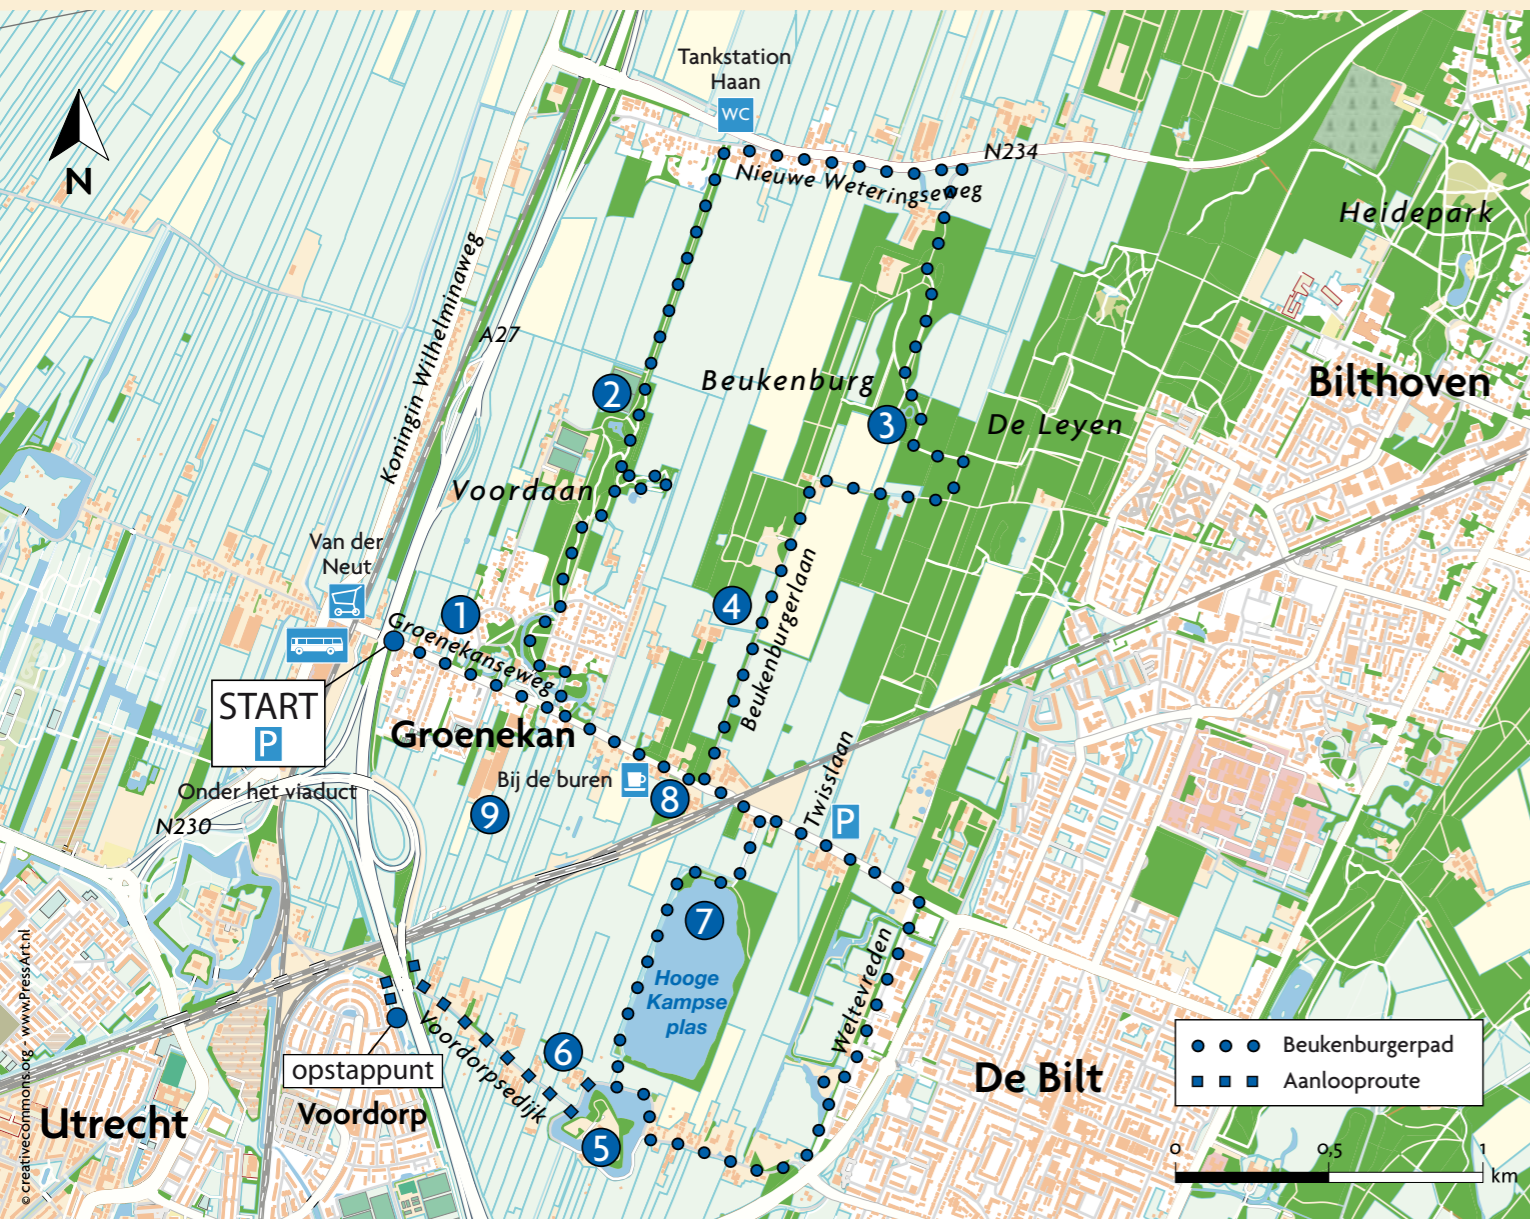 Tankstation
Haan
WC
N
N234
Nieuwe Weteringseweg
Heidepark
Koningin Wilhelminaweg
A27
Bilthoven
2
Beukenburg
3
De Leyen
Voordaan
Van der
Neut
1
4
Groenekanseweg
Beukenburgerlaan
START
P
Groenekan
Bij de buren
8
Twisslaan
P
Onder het viaduct
9
N230
7
Hooge
Kampse
plas
Weltevreden
Voordorpsedijk
6
opstappunt
Voordorp
Utrecht
5
De Bilt
Beukenburgerpad
Aanlooproute
0 0,5 1
km
© creativecommons.org - www.PressArt.nl